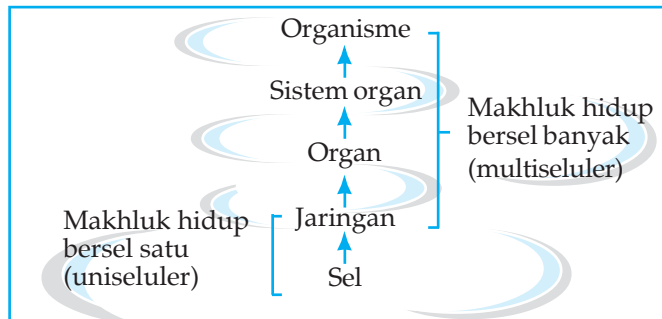 Organisme
Sistem organ
Organ
Jaringan
Sel
Makhluk hidup
bersel banyak
(multiseluler)
Makhluk hidup
bersel satu
(uniseluler)